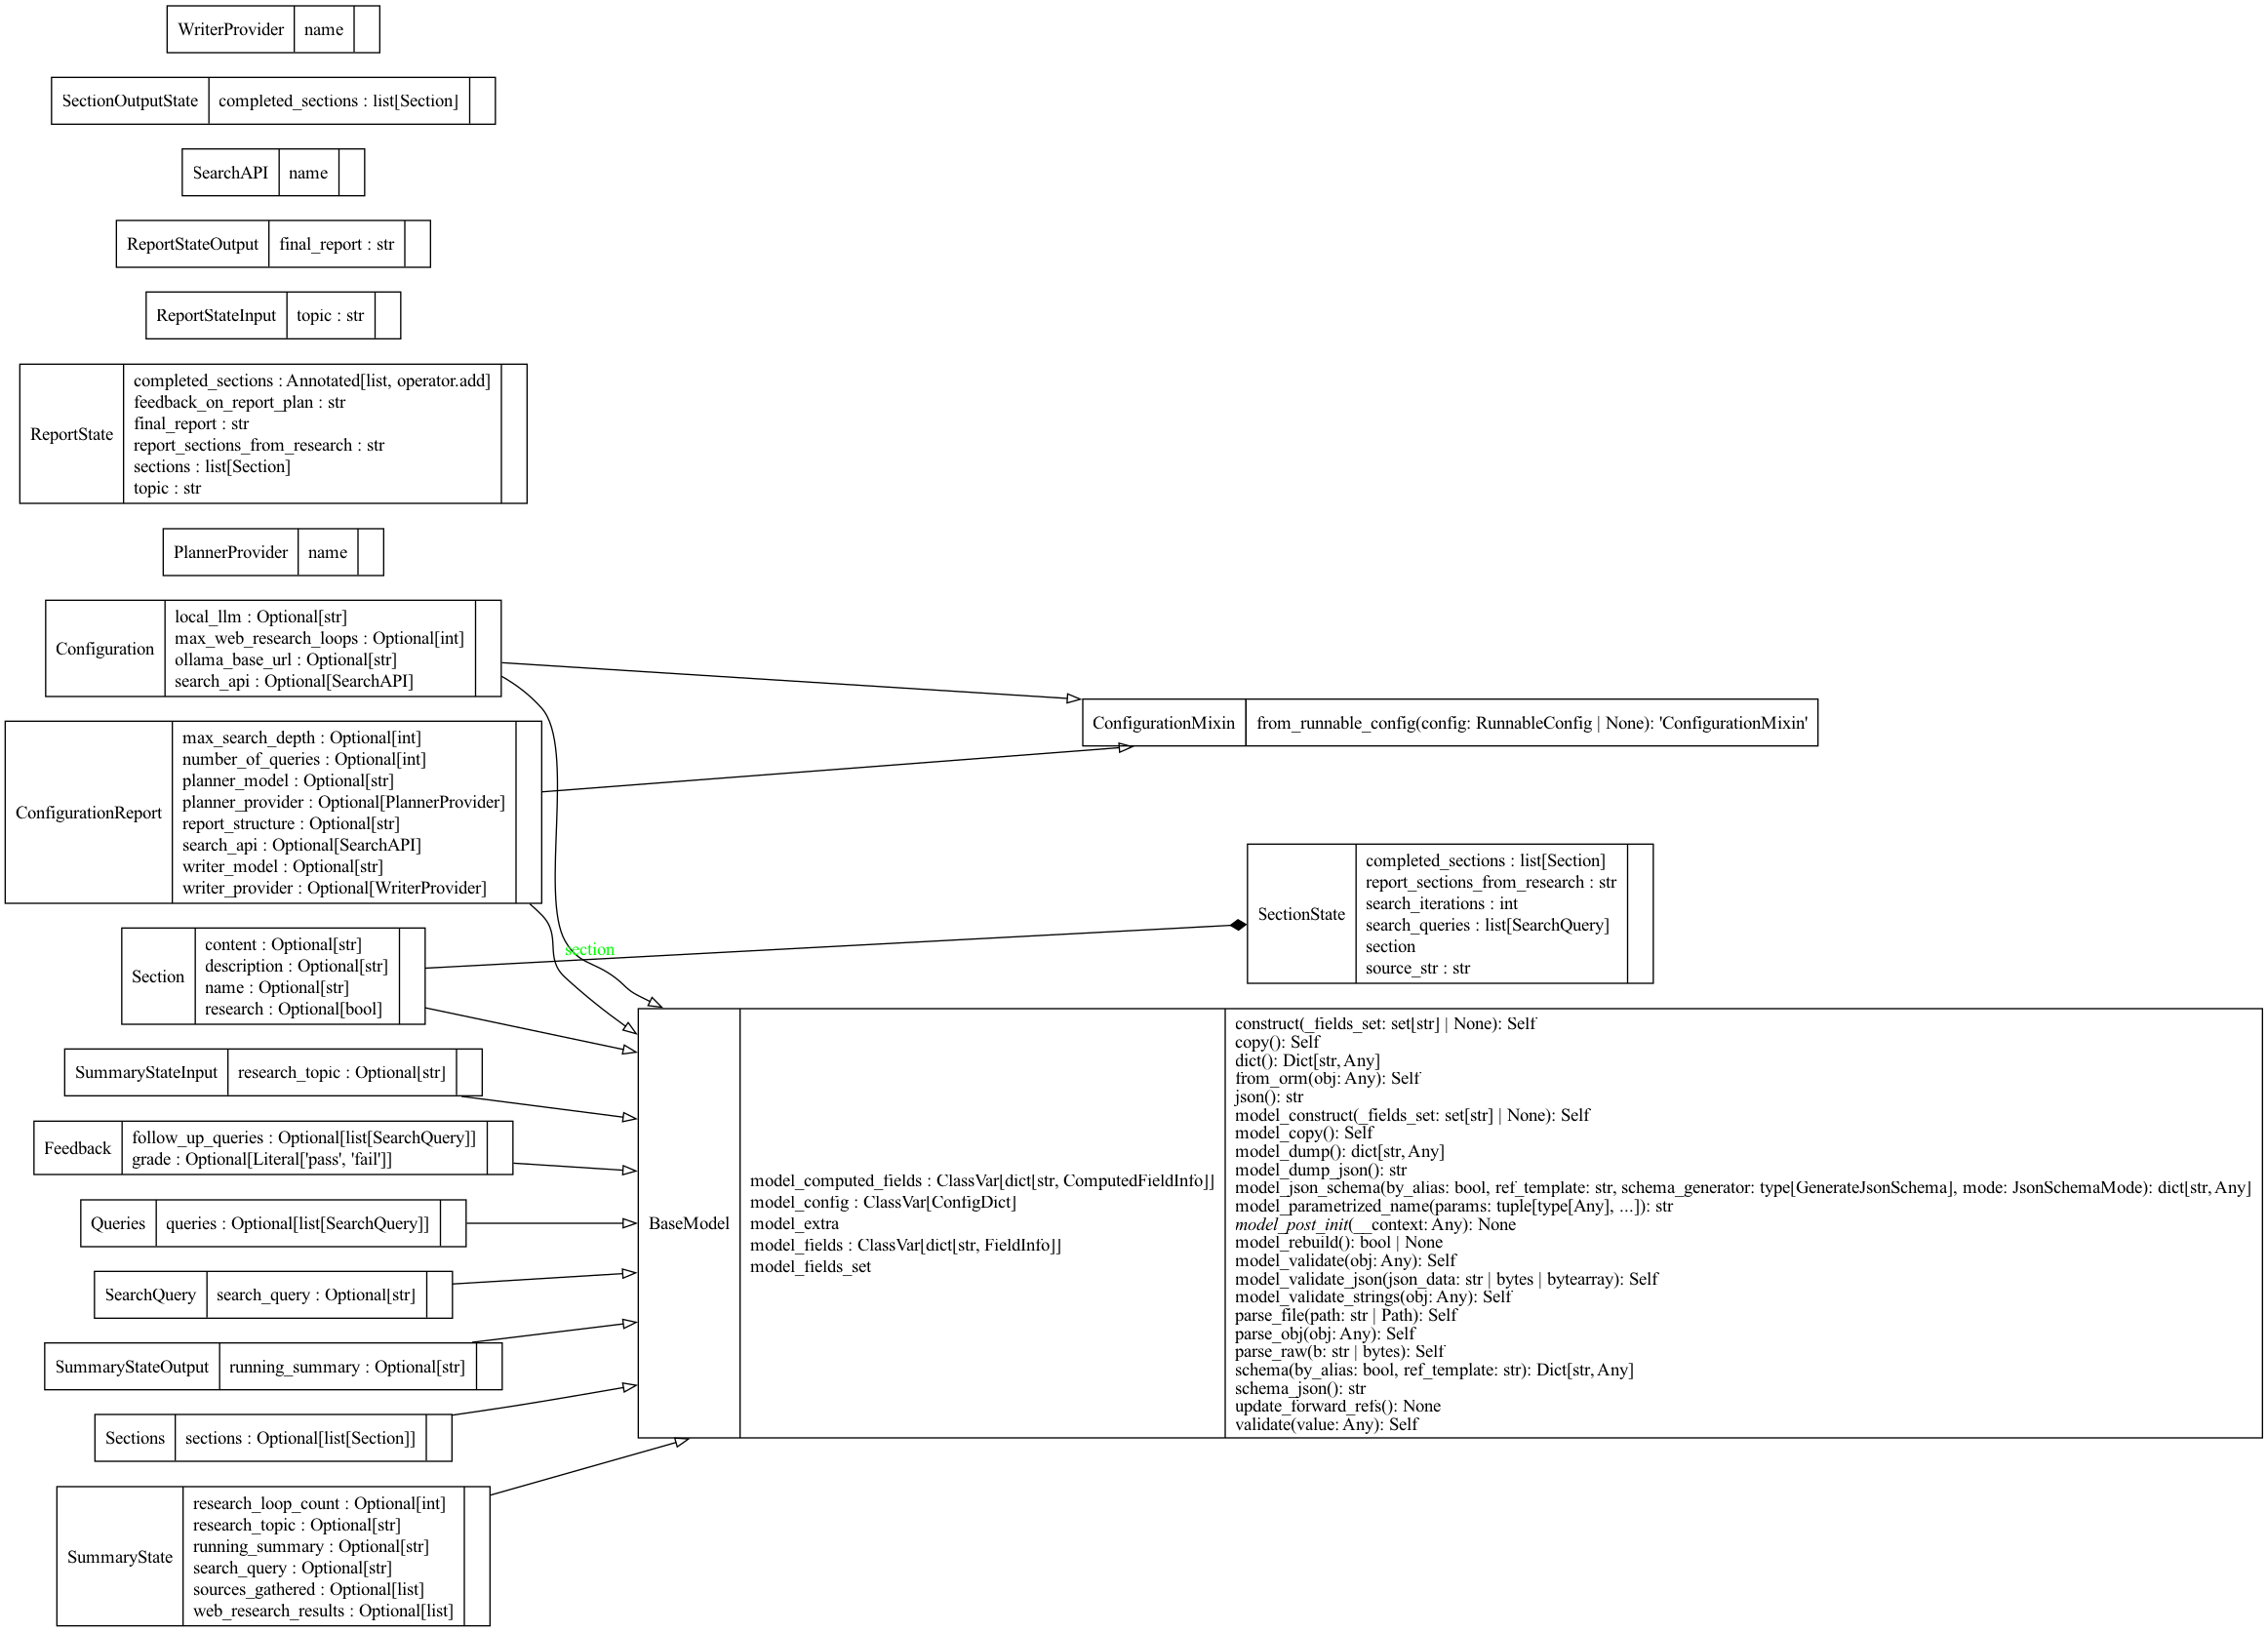 WriterProvider
name
SectionOutputState
completed_sections : list[Section]
SearchAPI
name
ReportStateOutput
final_report : str
ReportStateInput
topic : str
ReportState
completed_sections : Annotated[list, operator.add]
feedback_on_report_plan : str
final_report : str
report_sections_from_research : str
sections : list[Section]
topic : str
PlannerProvider
name
Configuration
local_llm : Optional[str]
max_web_research_loops : Optional[int]
ollama_base_url : Optional[str]
search_api : Optional[SearchAPI]
ConfigurationMixin
from_runnable_config(config: RunnableConfig | None): 'ConfigurationMixin'
ConfigurationReport
max_search_depth : Optional[int]
number_of_queries : Optional[int]
planner_model : Optional[str]
planner_provider : Optional[PlannerProvider]
report_structure : Optional[str]
search_api : Optional[SearchAPI]
writer_model : Optional[str]
writer_provider : Optional[WriterProvider]
SectionState
completed_sections : list[Section]
report_sections_from_research : str
search_iterations : int
search_queries : list[SearchQuery]
section
source_str : str
section
Section
content : Optional[str]
description : Optional[str]
name : Optional[str]
research : Optional[bool]
SummaryStateInput
research_topic : Optional[str]
Feedback
follow_up_queries : Optional[list[SearchQuery]]
grade : Optional[Literal['pass', 'fail']]
Queries
queries : Optional[list[SearchQuery]]
SearchQuery
search_query : Optional[str]
SummaryStateOutput
running_summary : Optional[str]
Sections
sections : Optional[list[Section]]
SummaryState
research_loop_count : Optional[int]
research_topic : Optional[str]
running_summary : Optional[str]
search_query : Optional[str]
sources_gathered : Optional[list]
web_research_results : Optional[list]
BaseModel
model_computed_fields : ClassVar[dict[str, ComputedFieldInfo]]
model_config : ClassVar[ConfigDict]
model_extra
model_fields : ClassVar[dict[str, FieldInfo]]
model_fields_set
construct(_fields_set: set[str] | None): Self
copy(): Self
dict(): Dict[str, Any]
from_orm(obj: Any): Self
json(): str
model_construct(_fields_set: set[str] | None): Self
model_copy(): Self
model_dump(): dict[str, Any]
model_dump_json(): str
model_json_schema(by_alias: bool, ref_template: str, schema_generator: type[GenerateJsonSchema], mode: JsonSchemaMode): dict[str, Any]
model_parametrized_name(params: tuple[type[Any], ...]): str
model_post_init(__context: Any): None
model_rebuild(): bool | None
model_validate(obj: Any): Self
model_validate_json(json_data: str | bytes | bytearray): Self
model_validate_strings(obj: Any): Self
parse_file(path: str | Path): Self
parse_obj(obj: Any): Self
parse_raw(b: str | bytes): Self
schema(by_alias: bool, ref_template: str): Dict[str, Any]
schema_json(): str
update_forward_refs(): None
validate(value: Any): Self